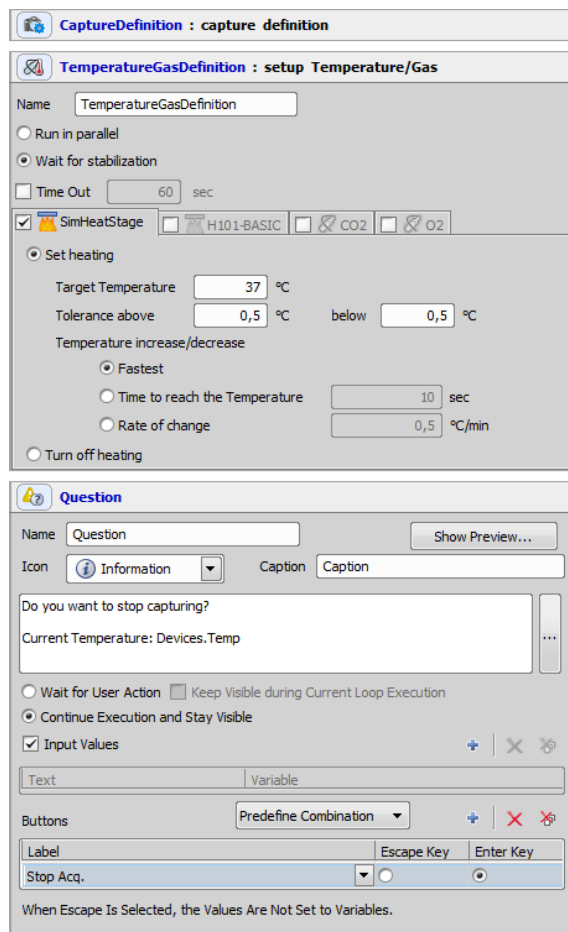 CaptureDefinition : capture definition
TemperatureGasDefinition : setup Temperature/Gas
Name TemperatureGasDefinition
Run in parallel
Wait for stabilization
Time Out 60 sec
SimHeatStage H101-BASIC CO2 O2
Set heating
Target Temperature 37 ºC
Tolerance above 0,5 ºC below 0,5 ºC
Temperature increase/decrease
Fastest
Time to reach the Temperature 10 sec
Rate of change 0,5 ºC/min
Turn off heating
Question
Name Question Show Preview...
Icon Information Caption Caption
Do you want to stop capturing?
Current Temperature: Devices.Temp
...
Wait for User Action Keep Visible during Current Loop Execution
Continue Execution and Stay Visible
Input Values
Text Variable
Buttons Predefine Combination
Label Escape Key Enter Key
Stop Acq.
When Escape Is Selected, the Values Are Not Set to Variables.